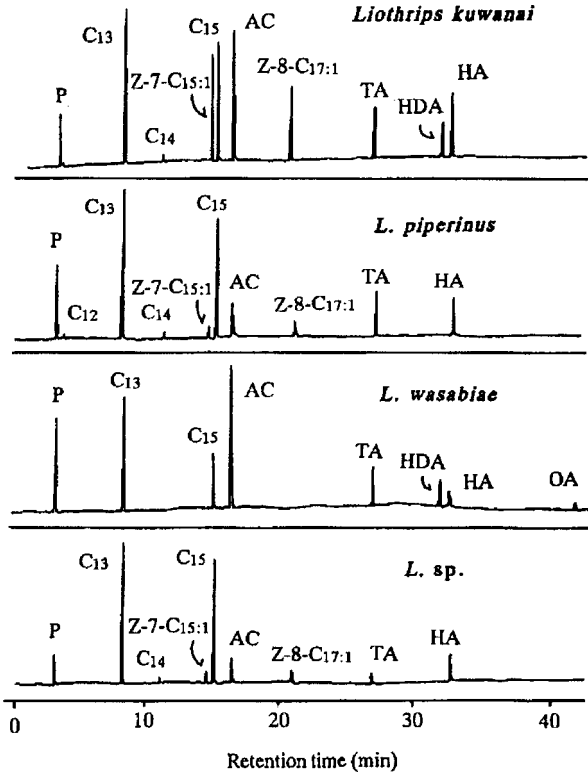 Liothrips kuwanai
C13
C15
AC
Z-7-C15:1
Z-8-C17:1
P
C14
TA
HDA
HA
C13
C15
L. piperinus
P
Z-7-C15:1
C12
C14
AC
Z-8-C17:1
TA
HA
P
C13
AC
L. wasabiae
C15
TA
HDA
HA
OA
C13
C15
L. sp.
P
Z-7-C15:1
C14
AC
Z-8-C17:1
TA
HA
0 10 20 30 40
Retention time (min)